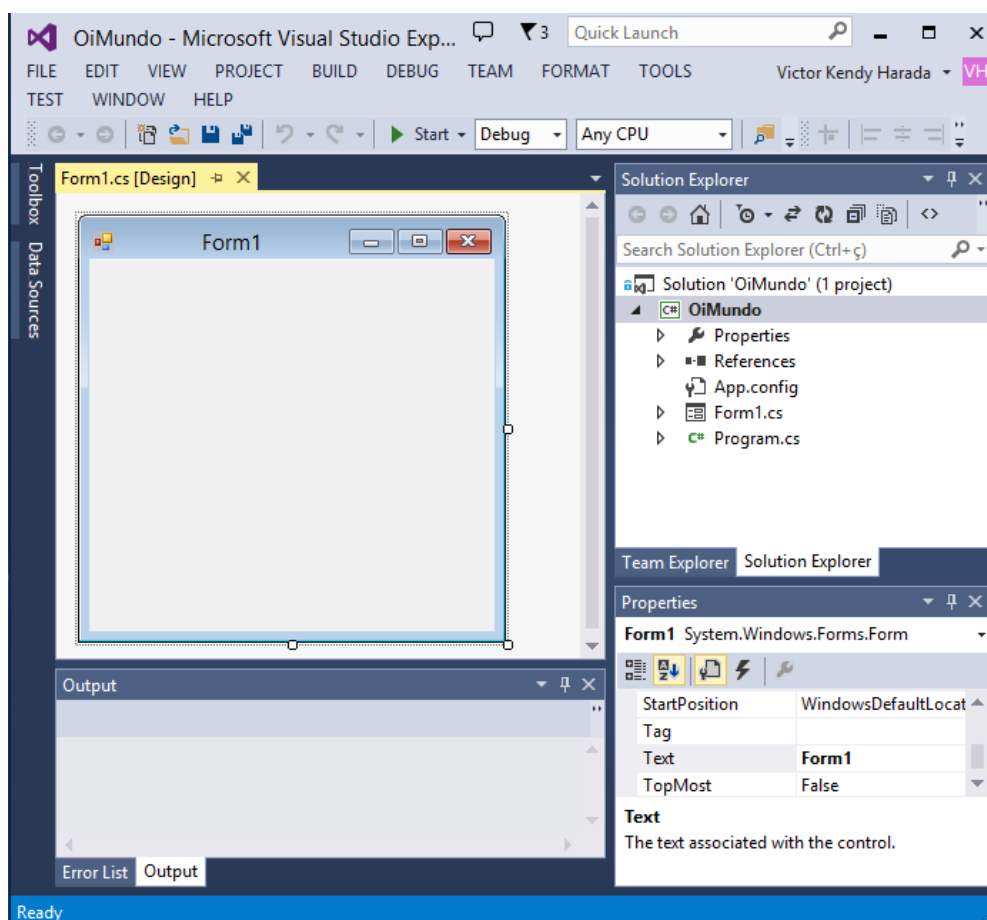 OiMundo - Microsoft Visual Studio Exp...
3
Quick Launch
FILE EDIT VIEW PROJECT BUILD DEBUG TEAM FORMAT TOOLS
Victor Kendy Harada
VH
TEST WINDOW HELP
Start
Debug
Any CPU
Toolbox
Data Sources
Form1.cs [Design]
Form1
Solution Explorer
Search Solution Explorer (Ctrl+ç)
Solution 'OiMundo' (1 project)
C# OiMundo
Properties
References
App.config
Form1.cs
C# Program.cs
Team Explorer Solution Explorer
Properties
Form1 System.Windows.Forms.Form
StartPosition WindowsDefaultLocat
Tag
Text Form1
TopMost False
Text
The text associated with the control.
Output
Error List Output
Ready